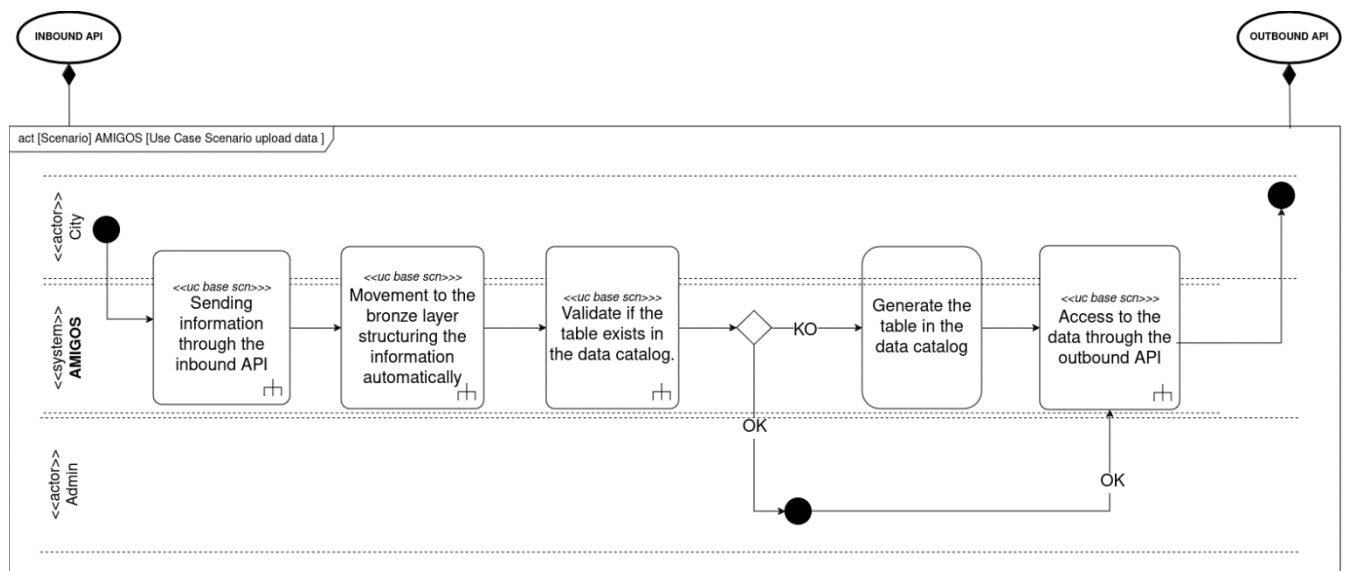 INBOUND API
OUTBOUND API
act [Scenario] AMIGOS [Use Case Scenario upload data ]
<<actor>>
City
<<system>>
AMIGOS
<<actor>>
Admin
<<uc base scn>>>
Sending
information
through the
inbound API
<<uc base scn>>>
Movement to the
bronze layer
structuring the
information
automatically
<<uc base scn>>>
Validate if the
table exists in
the data catalog.
KO
OK
Generate the
table in the
data catalog
<<uc base scn>>>
Access to the
data through the
outbound API
OK